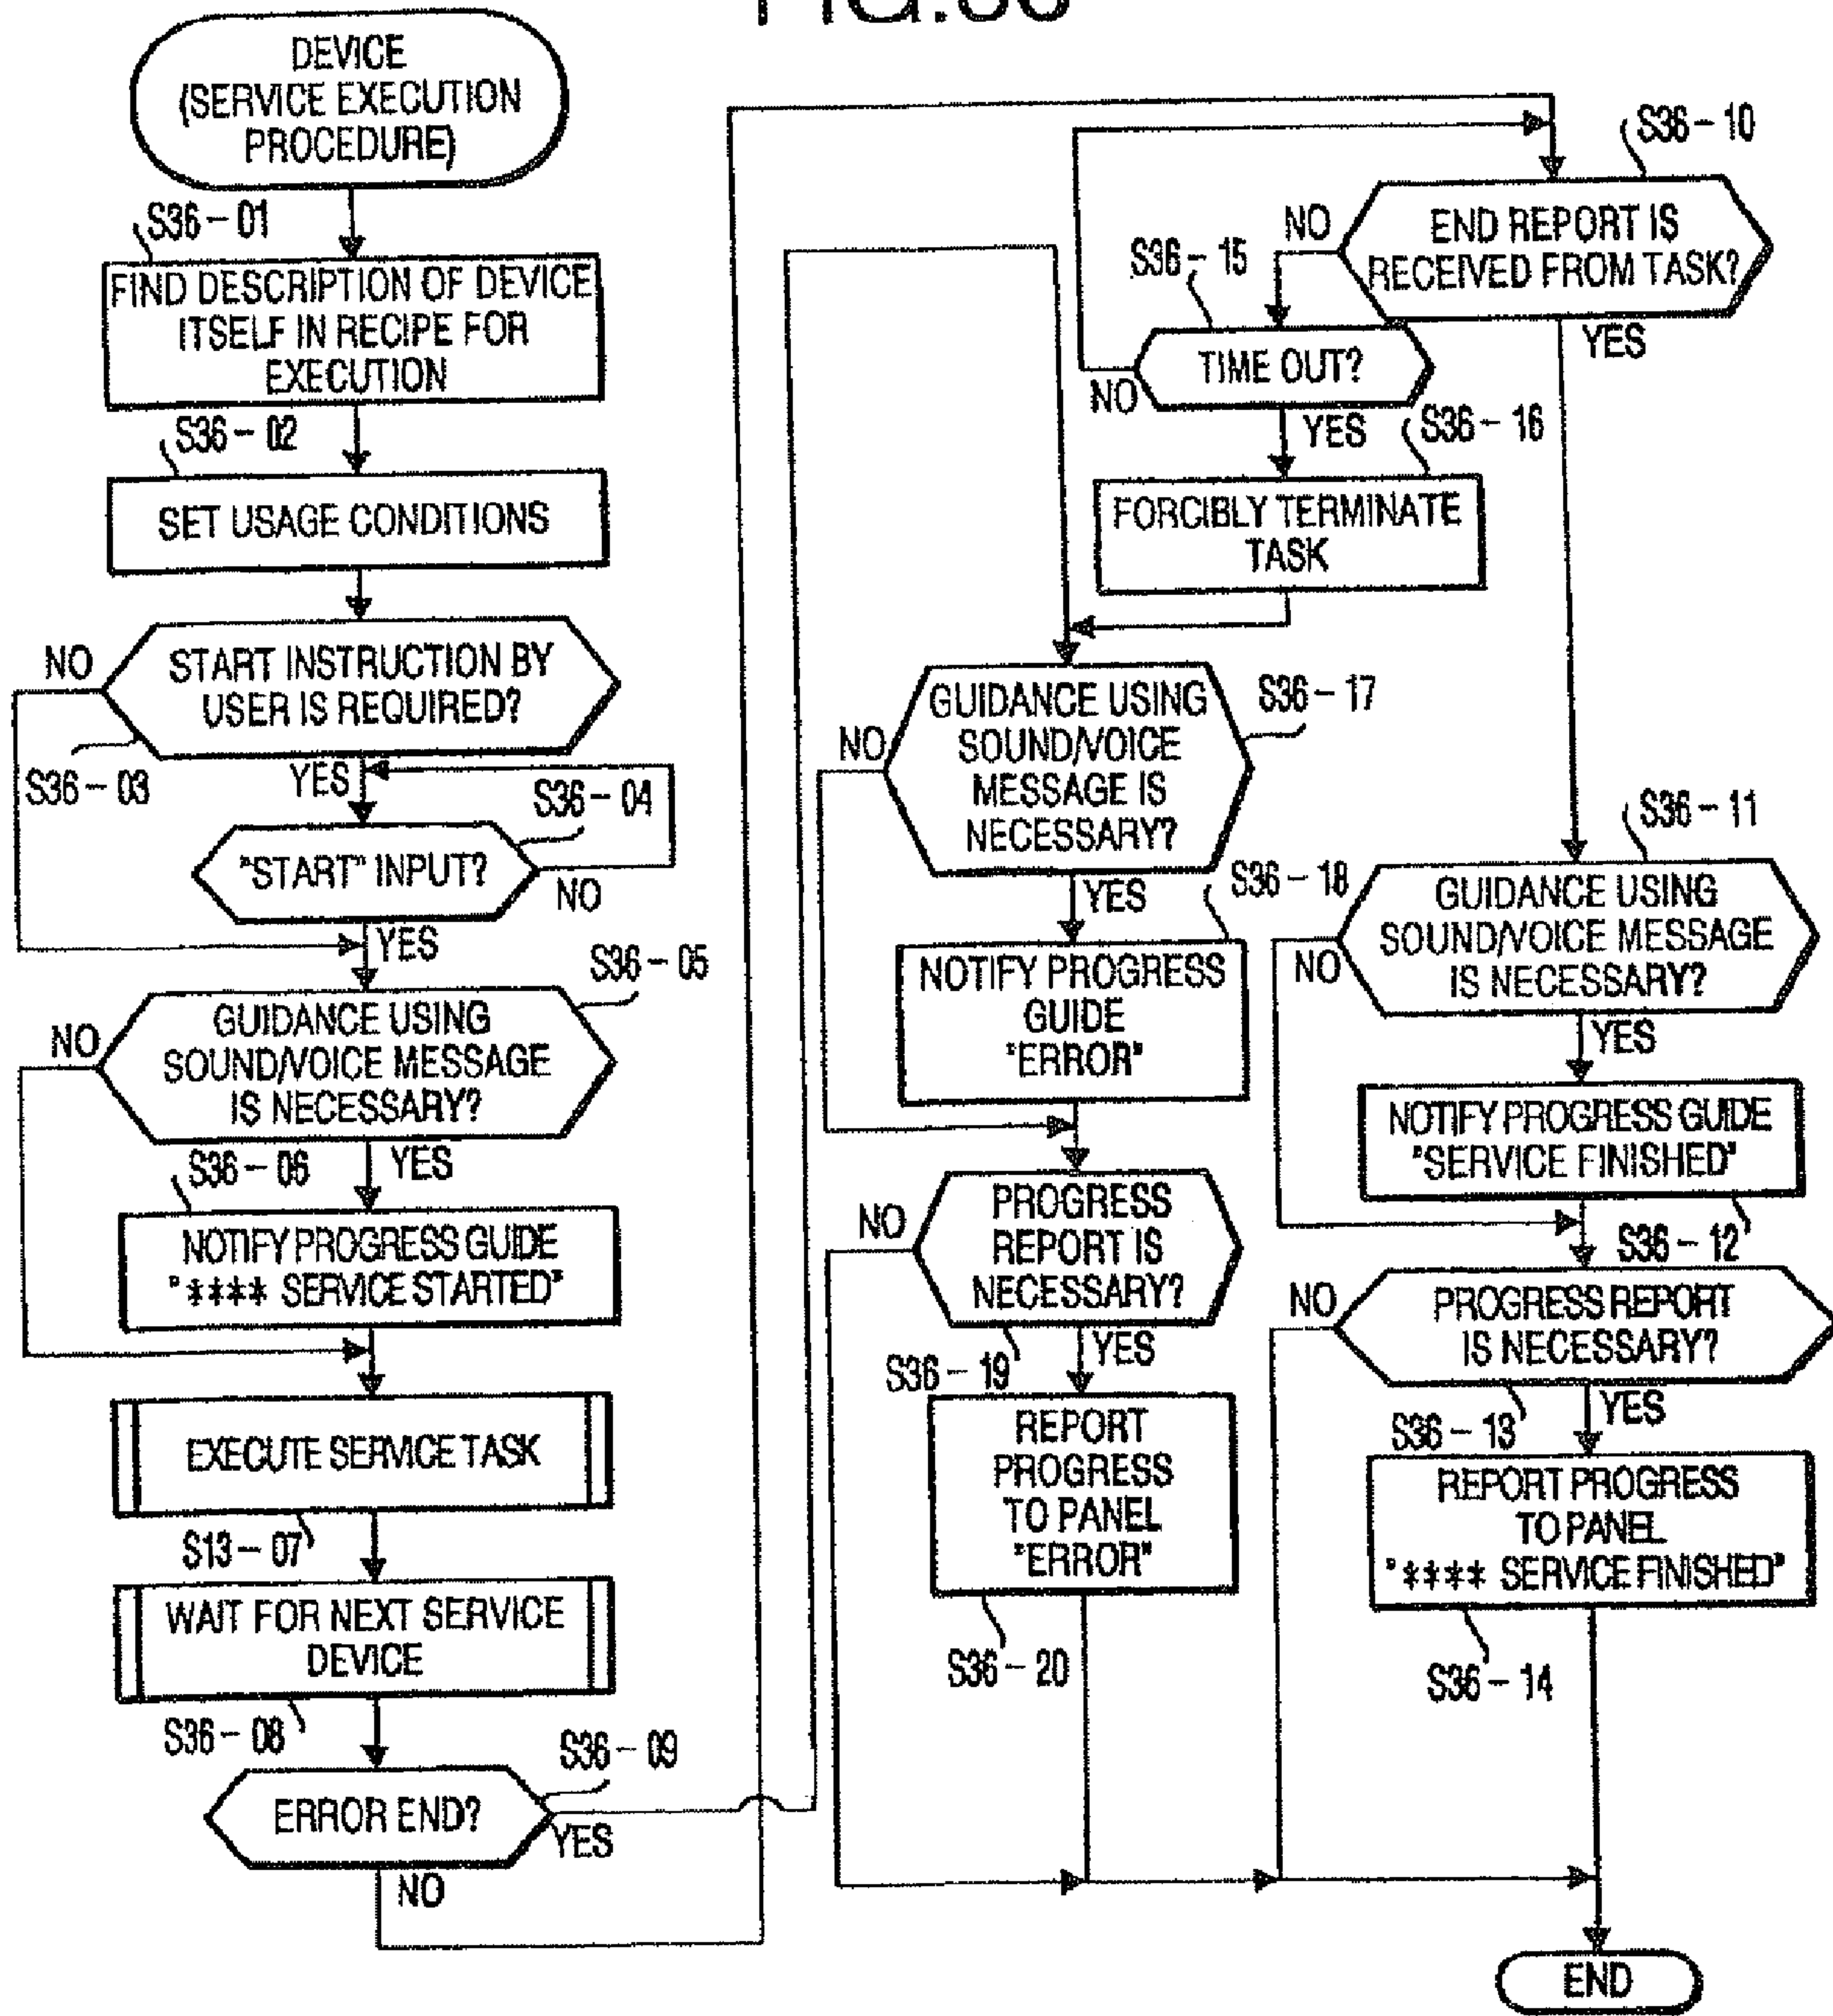 DEVICE
(SERVICE EXECUTION
PROCEDURE)
S36-01
FIND DESCRIPTION OF DEVICE
ITSELF IN RECIPE FOR
EXECUTION
S36-02
SET USAGE CONDITIONS
START INSTRUCTION BY
USER IS REQUIRED?
NO
S36-03
YES
S36-04
"START" INPUT?
NO
YES
S36-05
GUIDANCE USING
SOUND/VOICE MESSAGE
IS NECESSARY?
NO
YES
S36-06
NOTIFY PROGRESS GUIDE
"**** SERVICE STARTED"
EXECUTE SERVICE TASK
S13-07
WAIT FOR NEXT SERVICE
DEVICE
S36-08
S36-09
ERROR END?
YES
NO
S36-10
END REPORT IS
RECEIVED FROM TASK?
NO
YES
S36-15
TIME OUT?
NO
YES
S36-16
FORCIBLY TERMINATE
TASK
S36-17
GUIDANCE USING
SOUND/VOICE
MESSAGE IS
NECESSARY?
NO
YES
S36-18
NOTIFY PROGRESS
GUIDE
"ERROR"
PROGRESS
REPORT IS
NECESSARY?
NO
S36-19
YES
REPORT
PROGRESS
TO PANEL
"ERROR"
S36-20
S36-11
GUIDANCE USING
SOUND/VOICE MESSAGE
IS NECESSARY?
NO
YES
NOTIFY PROGRESS GUIDE
"SERVICE FINISHED"
S36-12
PROGRESS REPORT
IS NECESSARY?
NO
S36-13
YES
REPORT PROGRESS
TO PANEL
"**** SERVICE FINISHED"
S36-14
END